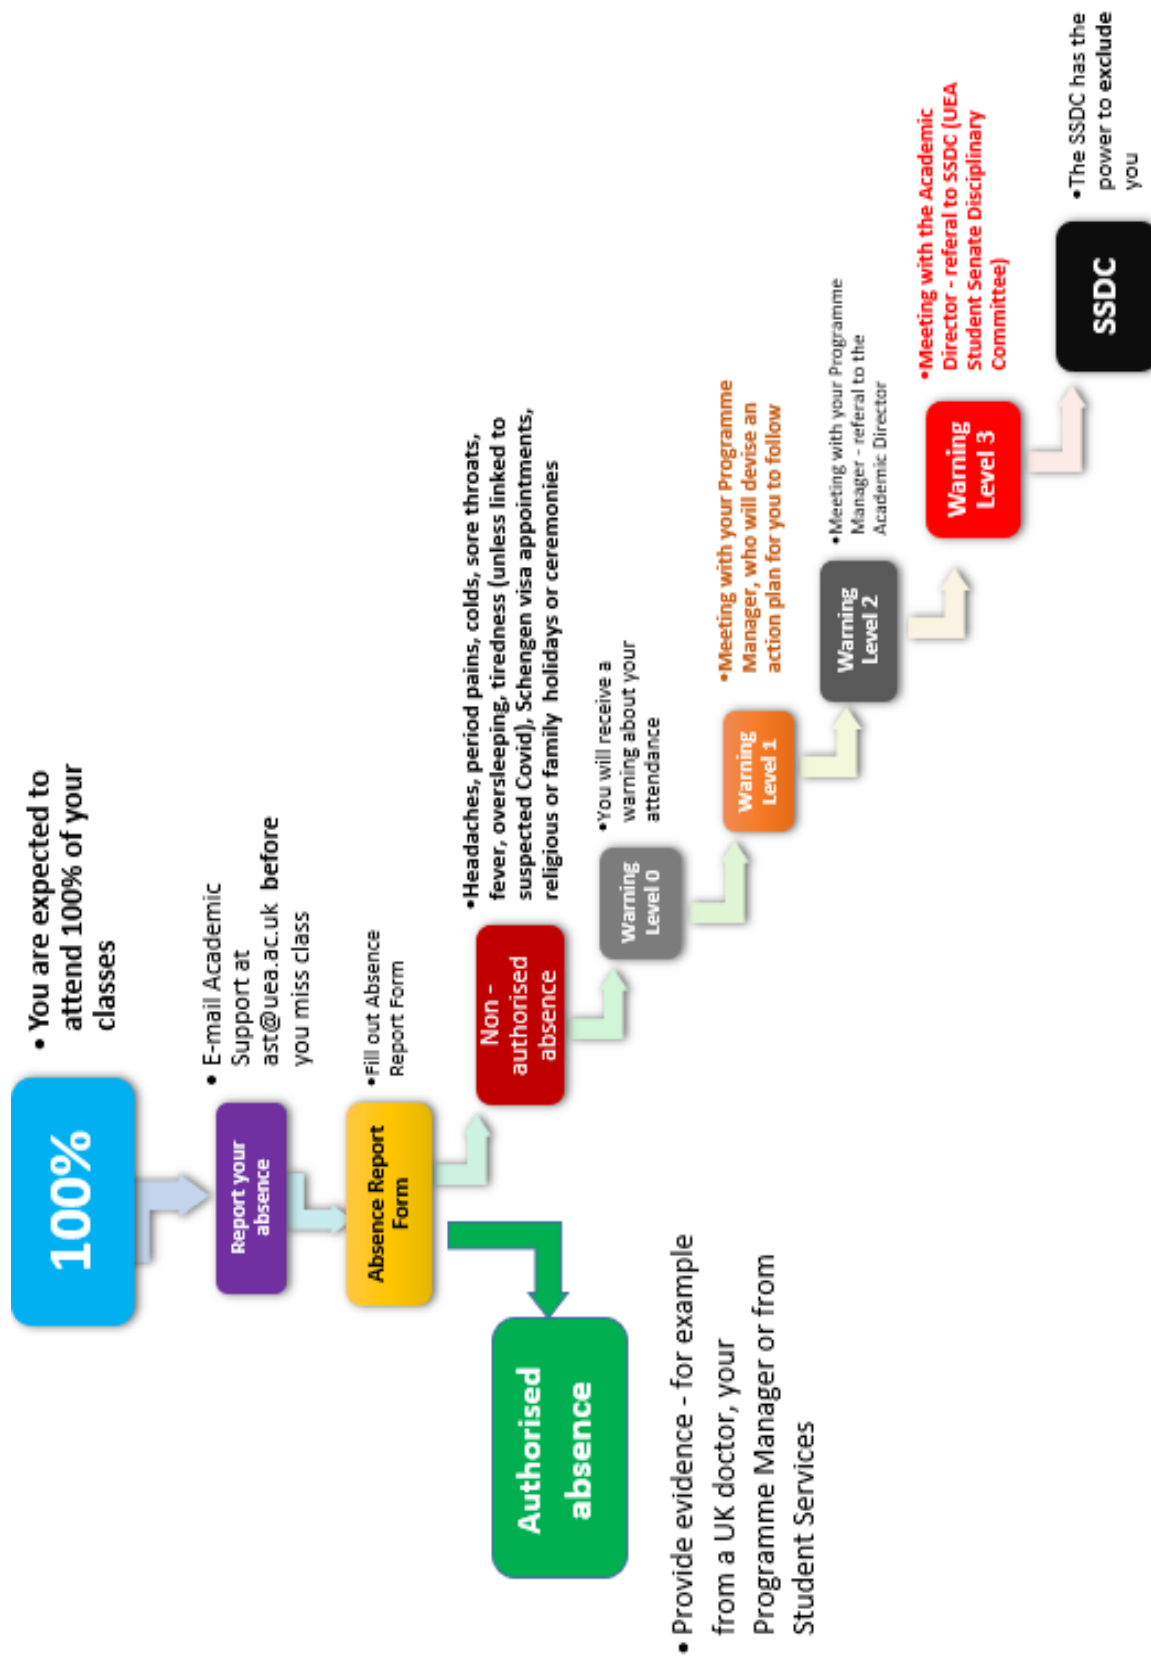 100%
• You are expected to
attend 100% of your
classes
Report your
absence
• E-mail Academic
Support at
ast@uea.ac.uk before
you miss class
Absence Report
Form
•Fill out Absence
Report Form
Authorised
absence
• Provide evidence - for example
from a UK doctor, your
Programme Manager or from
Student Services
Non -
authorised
absence
•Headaches, period pains, colds, sore throats,
fever, oversleeping, tiredness (unless linked to
suspected Covid), Schengen visa appointments,
religious or family holidays or ceremonies
Warning
Level 0
•You will receive a
warning about your
attendance
Warning
Level 1
•Meeting with your Programme
Manager, who will devise an
action plan for you to follow
Warning
Level 2
•Meeting with your Programme
Manager - referal to the
Academic Director
Warning
Level 3
•Meeting with the Academic
Director - referal to SSDC (UEA
Student Senate Disciplinary
Committee)
SSDC
•The SSDC has the
power to exclude
you